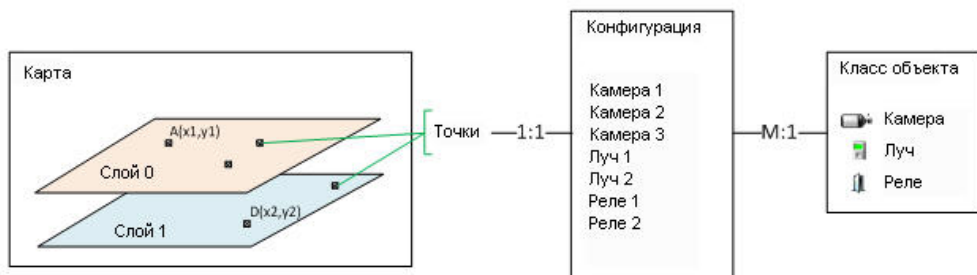 Карта
A(x1,y1)
Слой 0
D(x2,y2)
Слой 1
Точки
1:1
Конфигурация
Камера 1
Камера 2
Камера 3
Луч 1
Луч 2
Реле 1
Реле 2
M:1
Класс объекта
Камера
Луч
Реле